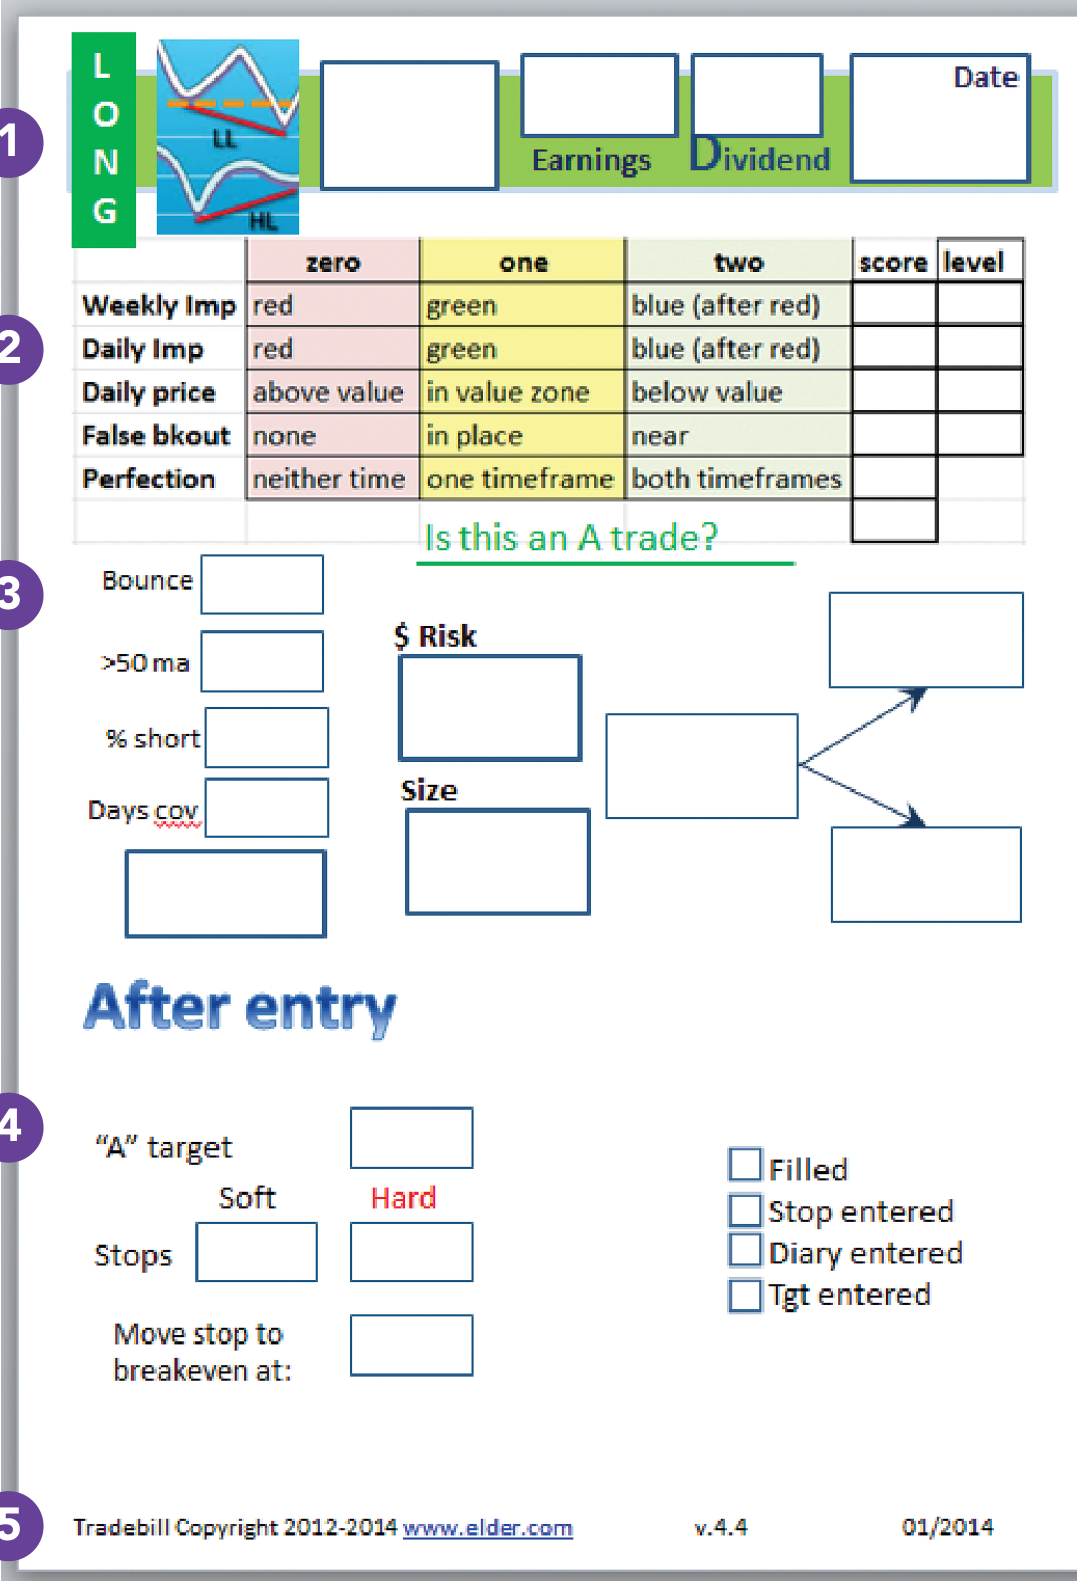 1
L
O
N
G
LL
HL
Earnings
Dividend
Date
zero one two score level
Weekly Imp red green blue (after red)
Daily Imp red green blue (after red)
Daily price above value in value zone below value
False bkout none in place near
Perfection neither time one timeframe both timeframes
2
Is this an A trade?
3
Bounce
>50 ma
% short
Days cov
$ Risk
Size
After entry
4
“A” target
Soft Hard
Stops
Move stop to
breakeven at:
Filled
Stop entered
Diary entered
Tgt entered
5
Tradebill Copyright 2012-2014 www.elder.com v.4.4 01/2014